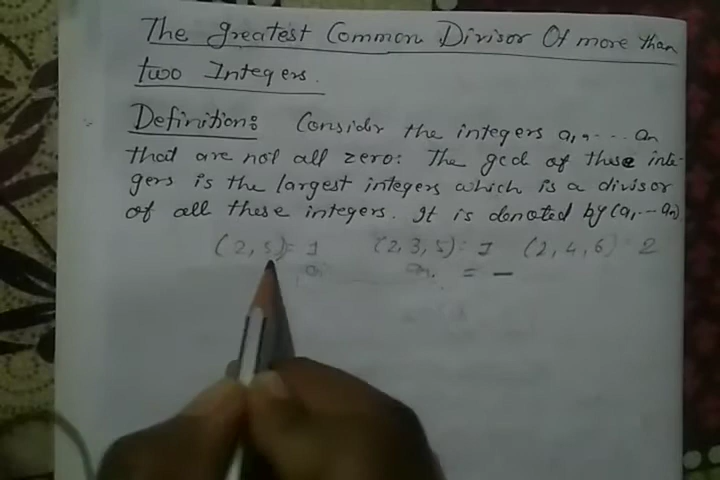 The greatest Common Divisor Of more than
two Integers.
Definition: Consider the integers a,, .... an
that are not all zero: The gcd of these inte-
gers is the largest integers which is a divisor
of all these integers. It is denoted by (a,.-an)
(2, 5)= 1 (2, 3, 5)= 1 (2, 4, 6) 2
= —